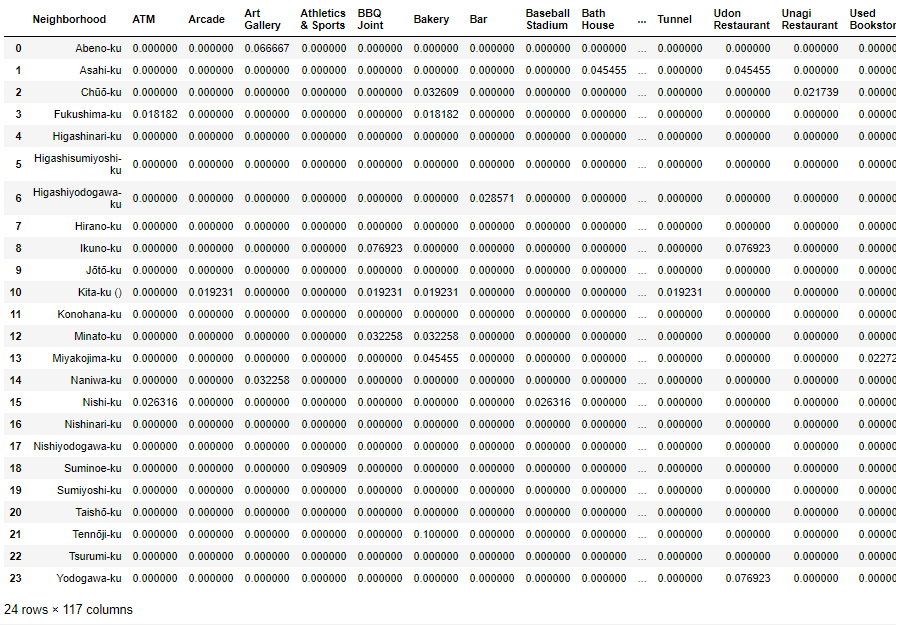 Neighborhood ATM Arcade Art Gallery Athletics & Sports BBQ Joint Bakery Bar Baseball Stadium Bath House ... Tunnel Udon Restaurant Unagi Restaurant Used Bookstor
0 Abeno-ku 0.000000 0.000000 0.066667 0.000000 0.000000 0.000000 0.000000 0.000000 0.000000 ... 0.000000 0.000000 0.000000 0.00000
1 Asahi-ku 0.000000 0.000000 0.000000 0.000000 0.000000 0.000000 0.000000 0.000000 0.045455 ... 0.000000 0.045455 0.000000 0.00000
2 Chūō-ku 0.000000 0.000000 0.000000 0.000000 0.000000 0.032609 0.000000 0.000000 0.000000 ... 0.000000 0.000000 0.021739 0.00000
3 Fukushima-ku 0.018182 0.000000 0.000000 0.000000 0.000000 0.018182 0.000000 0.000000 0.000000 ... 0.000000 0.000000 0.000000 0.00000
4 Higashinari-ku 0.000000 0.000000 0.000000 0.000000 0.000000 0.000000 0.000000 0.000000 0.000000 ... 0.000000 0.000000 0.000000 0.00000
5 Higashisumiyoshi-ku 0.000000 0.000000 0.000000 0.000000 0.000000 0.000000 0.000000 0.000000 0.000000 ... 0.000000 0.000000 0.000000 0.00000
6 Higashiyodogawa-ku 0.000000 0.000000 0.000000 0.000000 0.000000 0.000000 0.028571 0.000000 0.000000 ... 0.000000 0.000000 0.000000 0.00000
7 Hirano-ku 0.000000 0.000000 0.000000 0.000000 0.000000 0.000000 0.000000 0.000000 0.000000 ... 0.000000 0.000000 0.000000 0.00000
8 Ikuno-ku 0.000000 0.000000 0.000000 0.000000 0.076923 0.000000 0.000000 0.000000 0.000000 ... 0.000000 0.076923 0.000000 0.00000
9 Jōtō-ku 0.000000 0.000000 0.000000 0.000000 0.000000 0.000000 0.000000 0.000000 0.000000 ... 0.000000 0.000000 0.000000 0.00000
10 Kita-ku () 0.000000 0.019231 0.000000 0.000000 0.019231 0.019231 0.000000 0.000000 0.000000 ... 0.019231 0.000000 0.000000 0.00000
11 Konohana-ku 0.000000 0.000000 0.000000 0.000000 0.000000 0.000000 0.000000 0.000000 0.000000 ... 0.000000 0.000000 0.000000 0.00000
12 Minato-ku 0.000000 0.000000 0.000000 0.000000 0.032258 0.032258 0.000000 0.000000 0.000000 ... 0.000000 0.000000 0.000000 0.00000
13 Miyakojima-ku 0.000000 0.000000 0.000000 0.000000 0.000000 0.045455 0.000000 0.000000 0.000000 ... 0.000000 0.000000 0.000000 0.02272
14 Naniwa-ku 0.000000 0.000000 0.032258 0.000000 0.000000 0.000000 0.000000 0.000000 0.000000 ... 0.000000 0.000000 0.000000 0.00000
15 Nishi-ku 0.026316 0.000000 0.000000 0.000000 0.000000 0.000000 0.000000 0.026316 0.000000 ... 0.000000 0.000000 0.000000 0.00000
16 Nishinari-ku 0.000000 0.000000 0.000000 0.000000 0.000000 0.000000 0.000000 0.000000 0.000000 ... 0.000000 0.000000 0.000000 0.00000
17 Nishiyodogawa-ku 0.000000 0.000000 0.000000 0.000000 0.000000 0.000000 0.000000 0.000000 0.000000 ... 0.000000 0.000000 0.000000 0.00000
18 Suminoe-ku 0.000000 0.000000 0.000000 0.090909 0.000000 0.000000 0.000000 0.000000 0.000000 ... 0.000000 0.000000 0.000000 0.00000
19 Sumiyoshi-ku 0.000000 0.000000 0.000000 0.000000 0.000000 0.000000 0.000000 0.000000 0.000000 ... 0.000000 0.000000 0.000000 0.00000
20 Taishō-ku 0.000000 0.000000 0.000000 0.000000 0.000000 0.000000 0.000000 0.000000 0.000000 ... 0.000000 0.000000 0.000000 0.00000
21 Tennōji-ku 0.000000 0.000000 0.000000 0.000000 0.000000 0.100000 0.000000 0.000000 0.000000 ... 0.000000 0.000000 0.000000 0.00000
22 Tsurumi-ku 0.000000 0.000000 0.000000 0.000000 0.000000 0.000000 0.000000 0.000000 0.000000 ... 0.000000 0.000000 0.000000 0.00000
23 Yodogawa-ku 0.000000 0.000000 0.000000 0.000000 0.000000 0.000000 0.000000 0.000000 0.000000 ... 0.000000 0.076923 0.000000 0.00000
24 rows × 117 columns